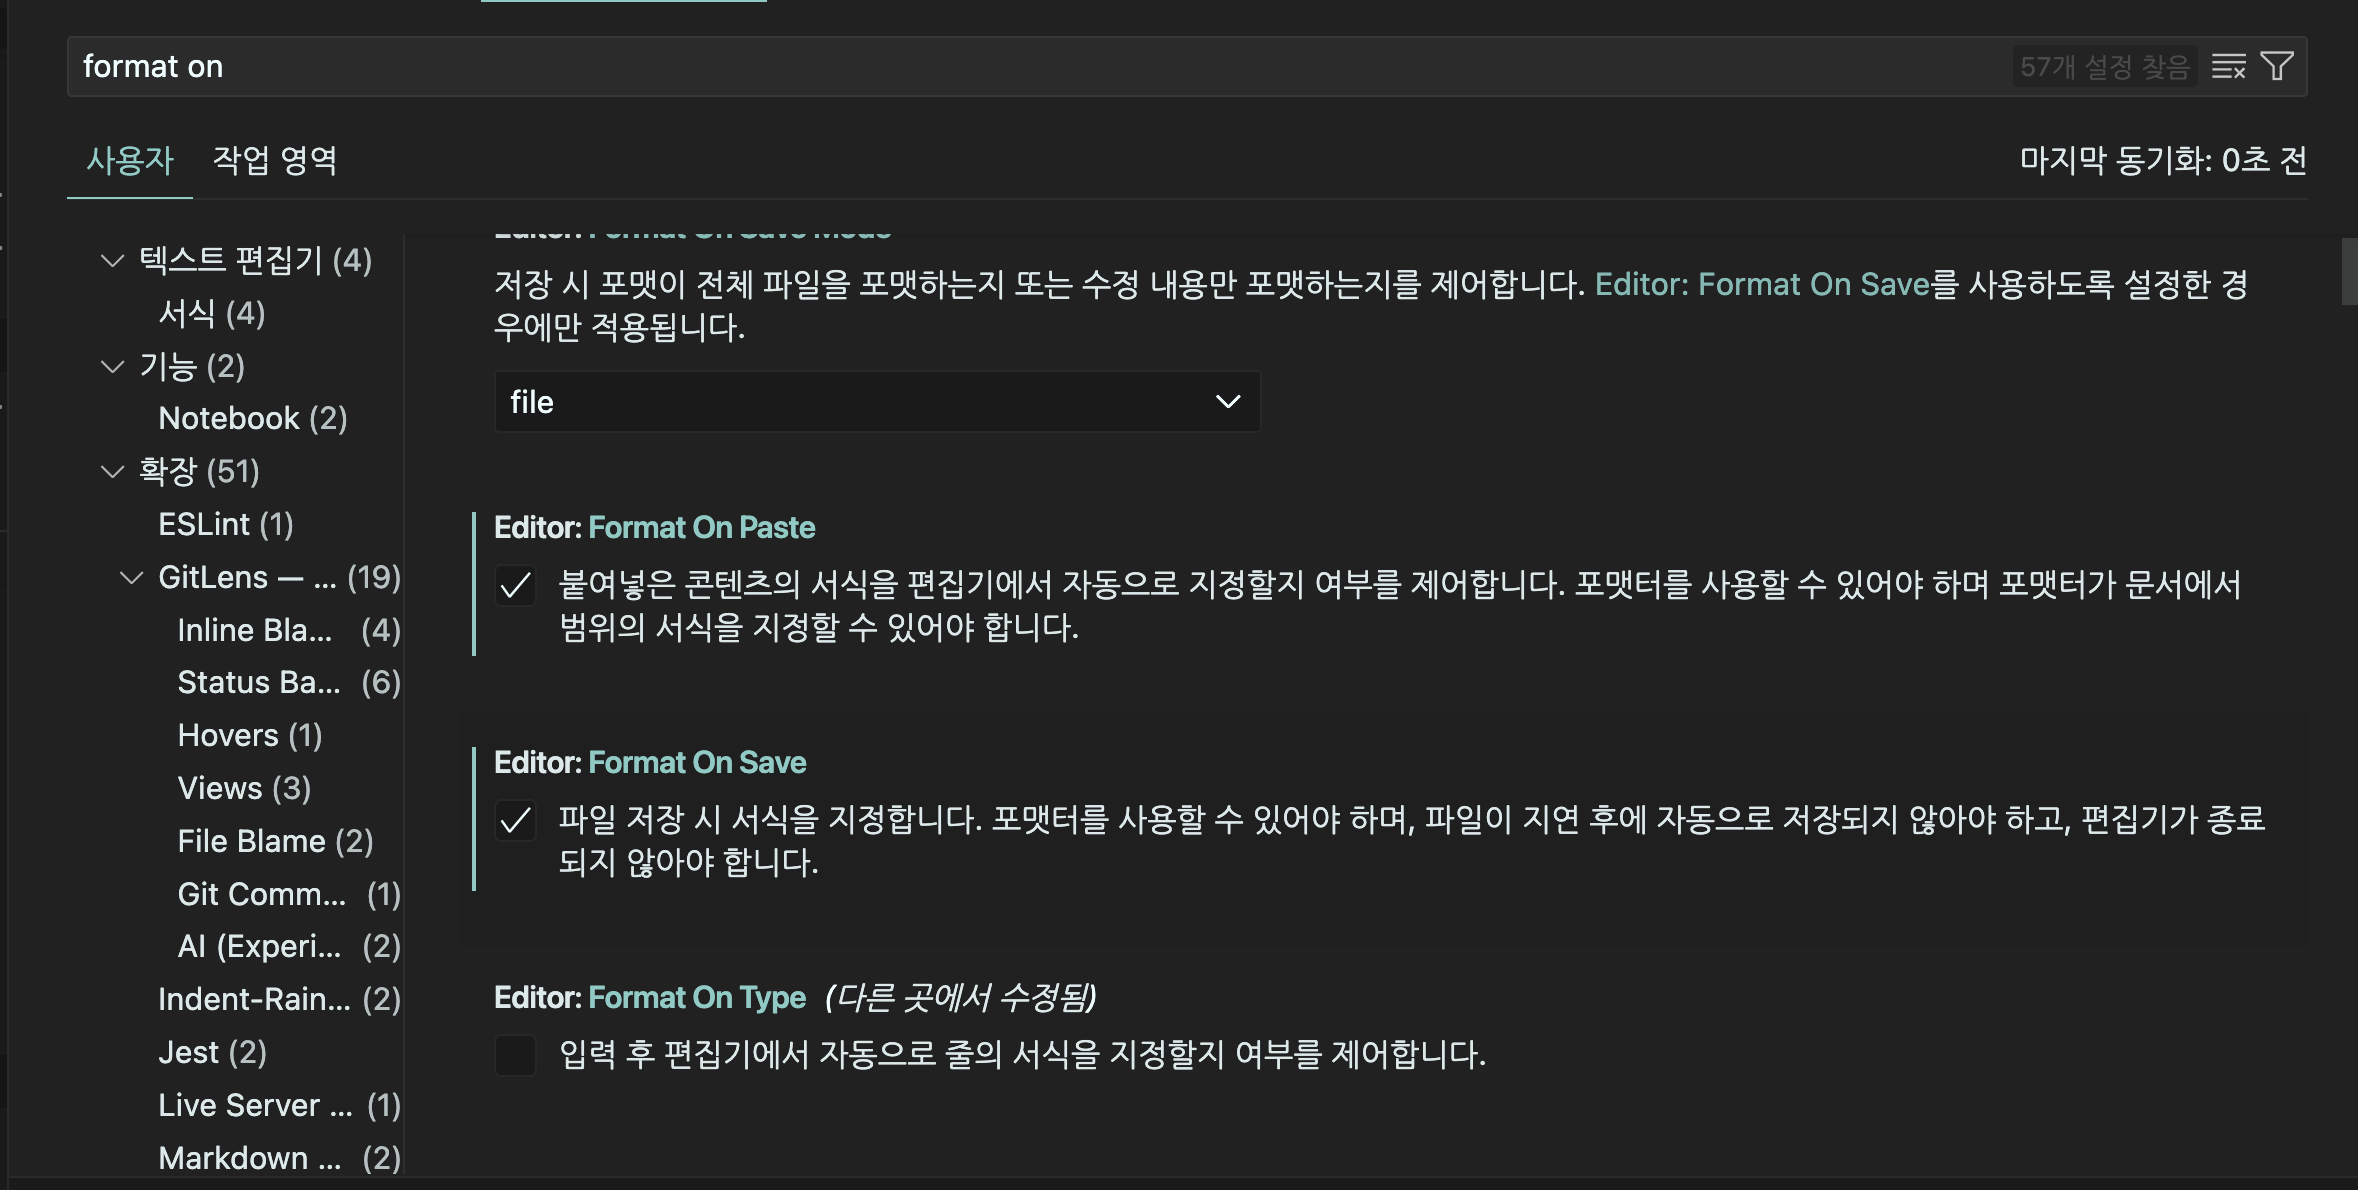 format on
57개 설정 찾음
사용자
작업 영역
마지막 동기화: 0초 전
텍스트 편집기 (4)
서식 (4)
기능 (2)
Notebook (2)
확장 (51)
ESLint (1)
GitLens — ... (19)
Inline Bla... (4)
Status Ba... (6)
Hovers (1)
Views (3)
File Blame (2)
Git Comm... (1)
AI (Experi... (2)
Indent-Rain... (2)
Jest (2)
Live Server ... (1)
Markdown ... (2)
Editor: Format On Save Mode
저장 시 포맷이 전체 파일을 포맷하는지 또는 수정 내용만 포맷하는지를 제어합니다. Editor: Format On Save를 사용하도록 설정한 경
우에만 적용됩니다.
file
Editor: Format On Paste
붙여넣은 콘텐츠의 서식을 편집기에서 자동으로 지정할지 여부를 제어합니다. 포맷터를 사용할 수 있어야 하며 포맷터가 문서에서
범위의 서식을 지정할 수 있어야 합니다.
Editor: Format On Save
파일 저장 시 서식을 지정합니다. 포맷터를 사용할 수 있어야 하며, 파일이 지연 후에 자동으로 저장되지 않아야 하고, 편집기가 종료
되지 않아야 합니다.
Editor: Format On Type (다른 곳에서 수정됨)
입력 후 편집기에서 자동으로 줄의 서식을 지정할지 여부를 제어합니다.